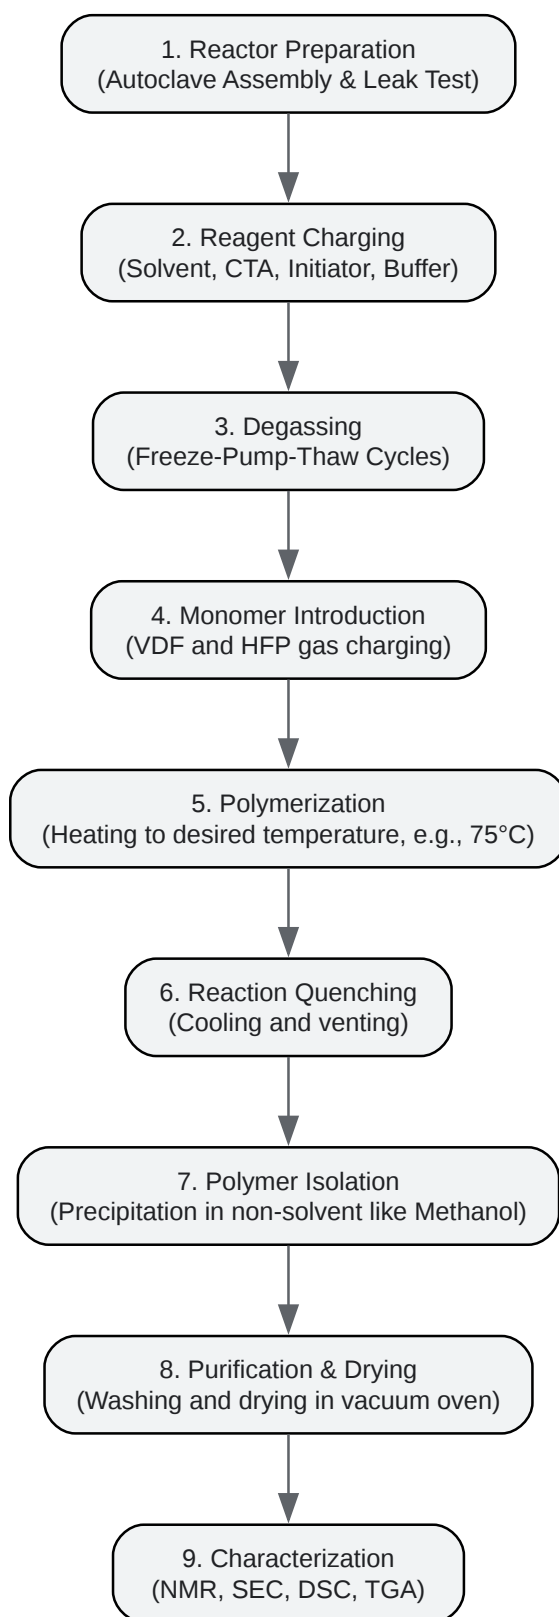 1. Reactor Preparation
(Autoclave Assembly & Leak Test)
2. Reagent Charging
(Solvent, CTA, Initiator, Buffer)
3. Degassing
(Freeze-Pump-Thaw Cycles)
4. Monomer Introduction
(VDF and HFP gas charging)
5. Polymerization
(Heating to desired temperature, e.g., 75°C)
6. Reaction Quenching
(Cooling and venting)
7. Polymer Isolation
(Precipitation in non-solvent like Methanol)
8. Purification & Drying
(Washing and drying in vacuum oven)
9. Characterization
(NMR, SEC, DSC, TGA)